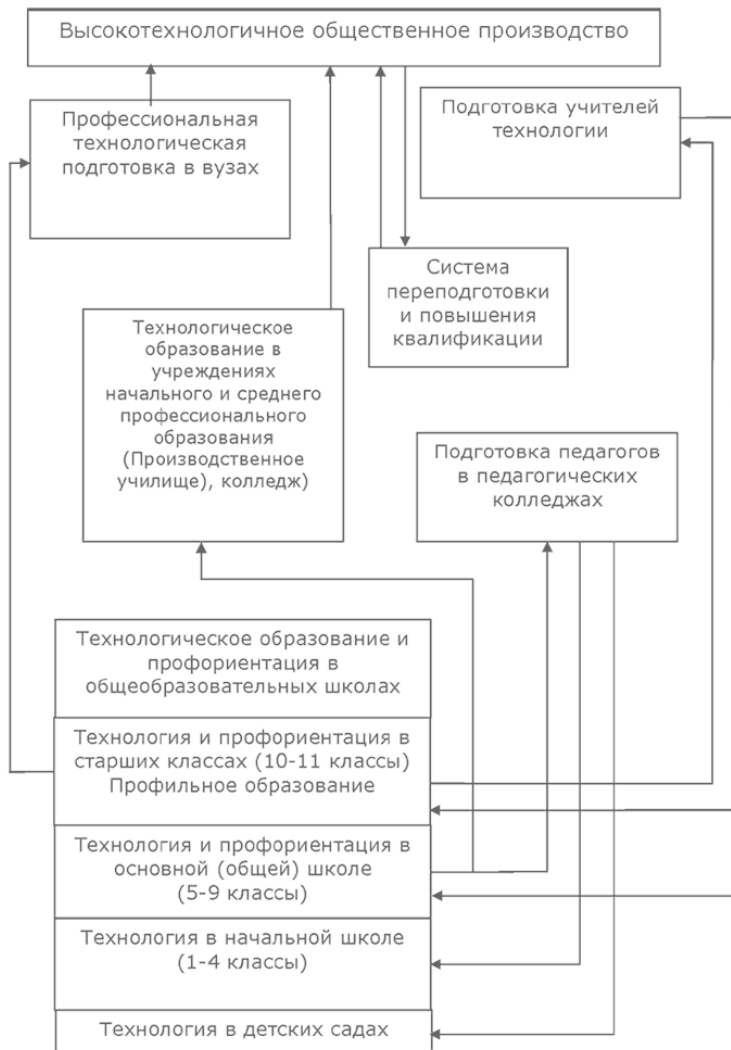 Высокотехнологичное общественное производство
Профессиональная
технологическая
подготовка в вузах
Подготовка учителей
технологии
Система
переподготовки
и повышения
квалификации
Технологическое
образование в
учреждениях
начального и среднего
профессионального
образования
(Производственное
училище), колледж)
Подготовка педагогов
в педагогических
колледжах
Технологическое образование и
профориентация в
общеобразовательных школах
Технология и профориентация в
старших классах (10-11 классы)
Профильное образование
Технология и профориентация в
основной (общей) школе
(5-9 классы)
Технология в начальной школе
(1-4 классы)
Технология в детских садах